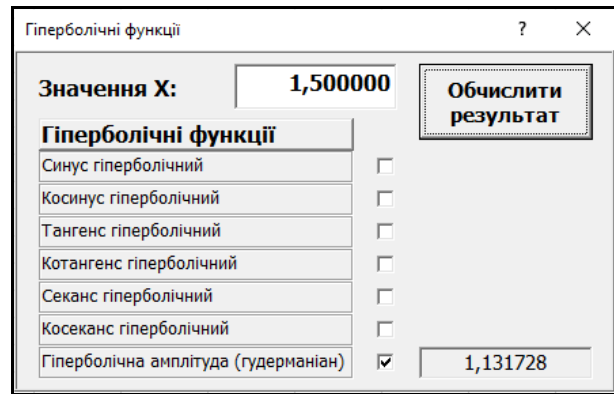 Гіперболічні функції ? ×
Значення X: 1,500000
Обчислити
результат
Гіперболічні функції
Синус гіперболічний
Косинус гіперболічний
Тангенс гіперболічний
Котангенс гіперболічний
Секанс гіперболічний
Косеканс гіперболічний
Гіперболічна амплітуда (гудерманіан) 1,131728